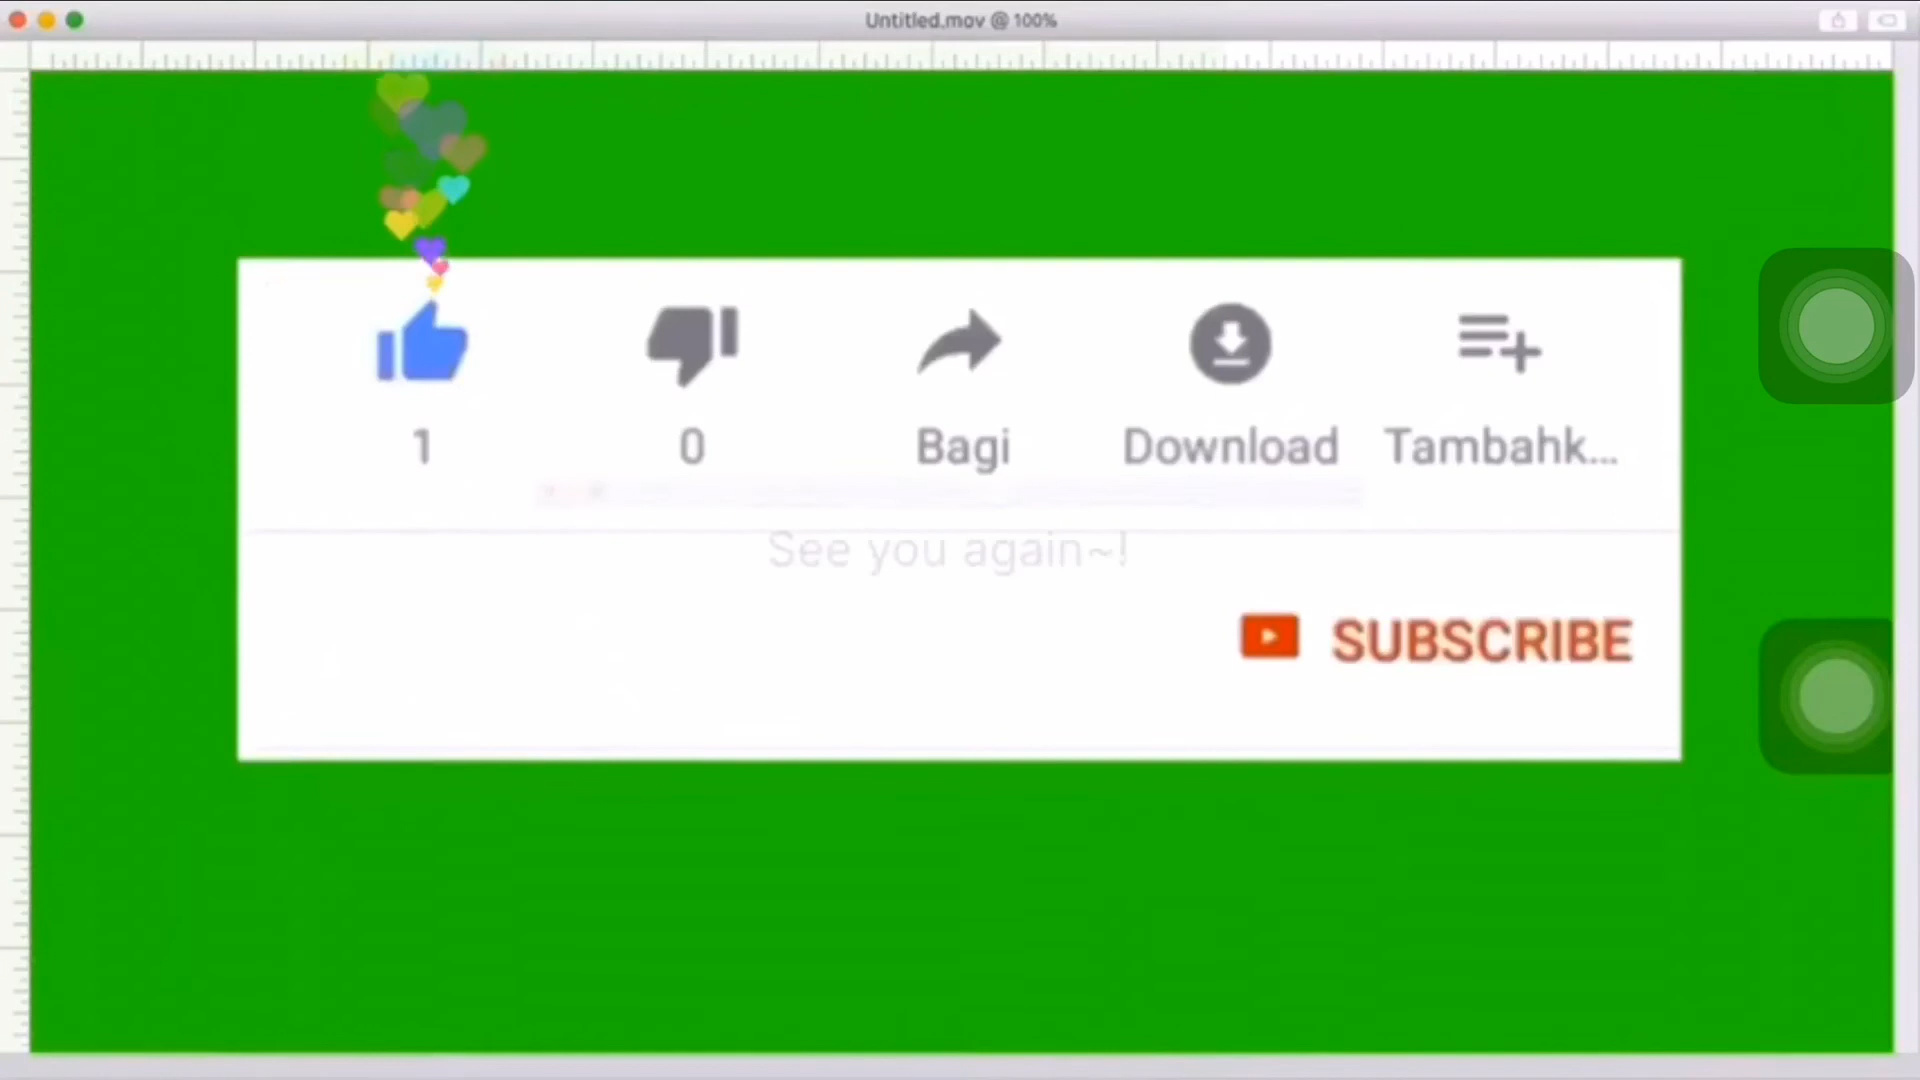 Untitled.mov @ 100%
1 0 Bagi Download Tambahk...
See you again~!
SUBSCRIBE